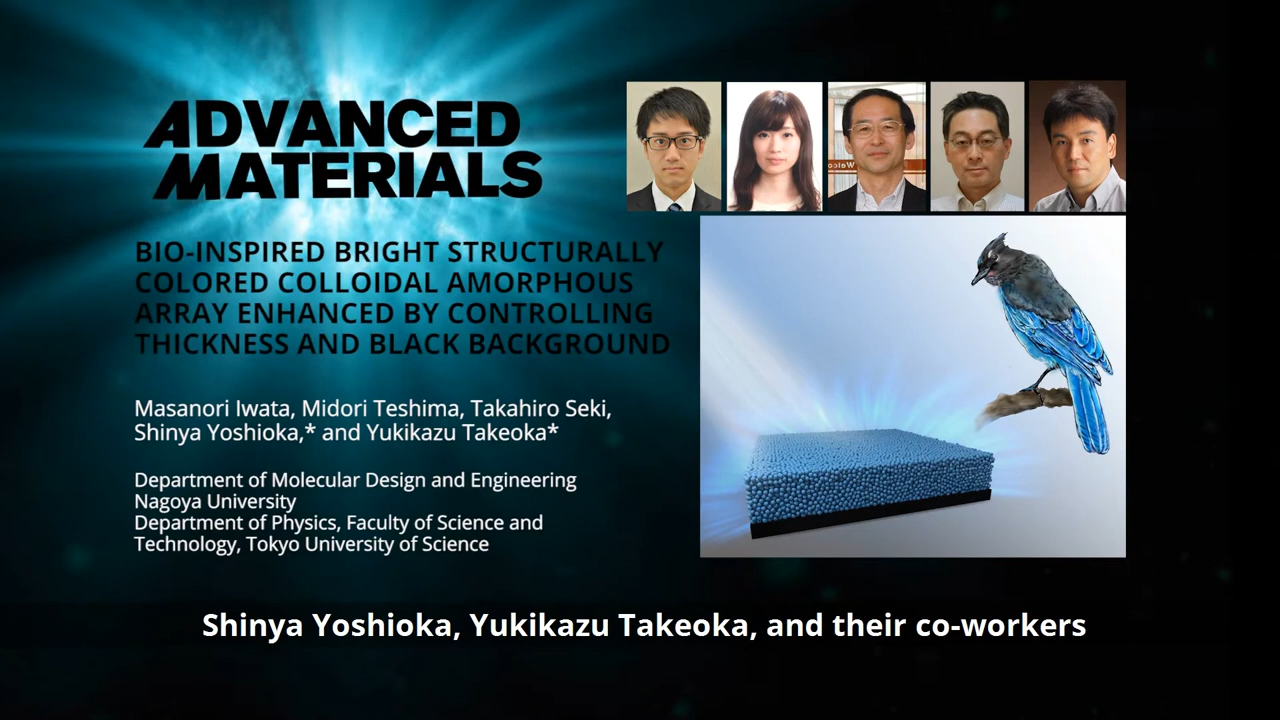 ADVANCED
MATERIALS
BIO-INSPIRED BRIGHT STRUCTURALLY
COLORED COLLOIDAL AMORPHOUS
ARRAY ENHANCED BY CONTROLLING
THICKNESS AND BLACK BACKGROUND
Masanori Iwata, Midori Teshima, Takahiro Seki,
Shinya Yoshioka,* and Yukikazu Takeoka*
Department of Molecular Design and Engineering
Nagoya University
Department of Physics, Faculty of Science and
Technology, Tokyo University of Science
Shinya Yoshioka, Yukikazu Takeoka, and their co-workers